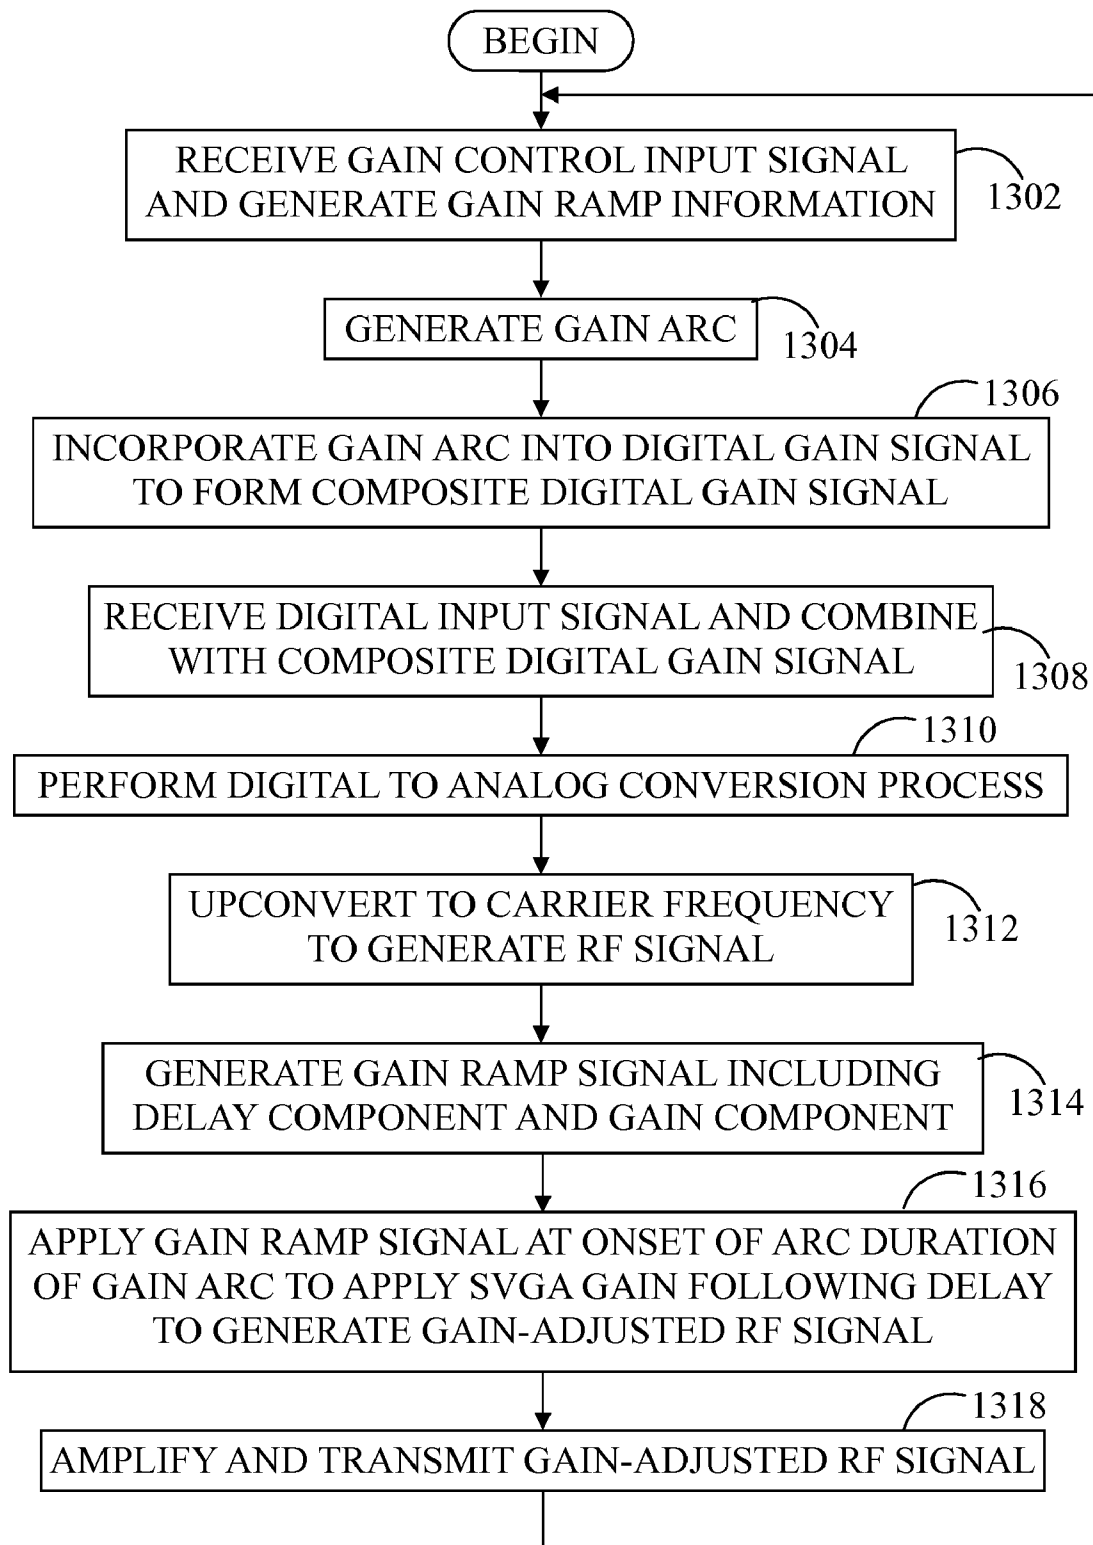 BEGIN
RECEIVE GAIN CONTROL INPUT SIGNAL
AND GENERATE GAIN RAMP INFORMATION
1302
GENERATE GAIN ARC
1304
1306
INCORPORATE GAIN ARC INTO DIGITAL GAIN SIGNAL
TO FORM COMPOSITE DIGITAL GAIN SIGNAL
RECEIVE DIGITAL INPUT SIGNAL AND COMBINE
WITH COMPOSITE DIGITAL GAIN SIGNAL
1308
1310
PERFORM DIGITAL TO ANALOG CONVERSION PROCESS
UPCONVERT TO CARRIER FREQUENCY
TO GENERATE RF SIGNAL
1312
GENERATE GAIN RAMP SIGNAL INCLUDING
DELAY COMPONENT AND GAIN COMPONENT
1314
1316
APPLY GAIN RAMP SIGNAL AT ONSET OF ARC DURATION
OF GAIN ARC TO APPLY SVGA GAIN FOLLOWING DELAY
TO GENERATE GAIN-ADJUSTED RF SIGNAL
1318
AMPLIFY AND TRANSMIT GAIN-ADJUSTED RF SIGNAL